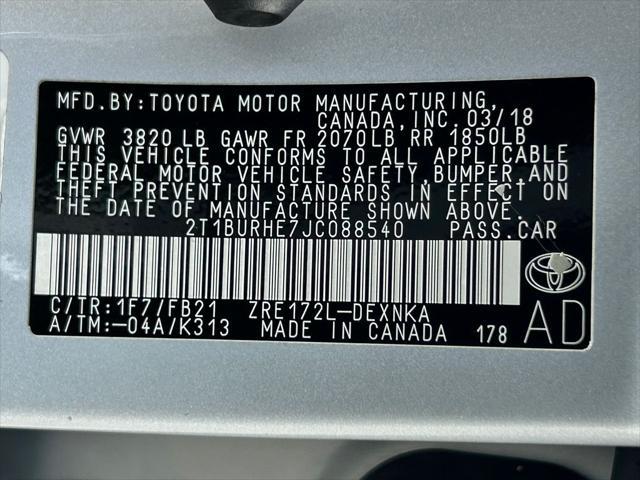 MFD. BY: TOYOTA MOTOR MANUFACTURING,
CANADA, INC. 03/18
GVWR 3820 LB GAWR FR 2070LB, RR 1850LB
THIS VEHICLE CONFORMS TO ALL APPLICABLE
FEDERAL MOTOR VEHICLE SAFETY, BUMPER, AND
THEFT PREVENTION STANDARDS IN EFFECT ON
THE DATE OF MANUFACTURE SHOWN ABOVE.
2T1BURHE7JC088540 PASS. CAR
C/TR: 1F7/FB21 ZRE172L-DEXNKA
A/TM:-04A/K313 MADE IN CANADA 178
AD